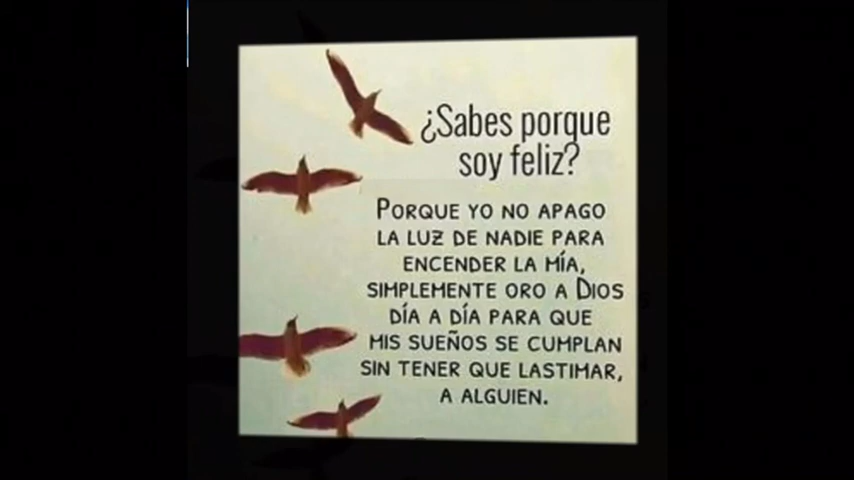 ¿Sabes porque
soy feliz?
PORQUE YO NO APAGO
LA LUZ DE NADIE PARA
ENCENDER LA MÍA,
SIMPLEMENTE ORO A DIOS
DÍA A DÍA PARA QUE
MIS SUEÑOS SE CUMPLAN
SIN TENER QUE LASTIMAR,
A ALGUIEN.